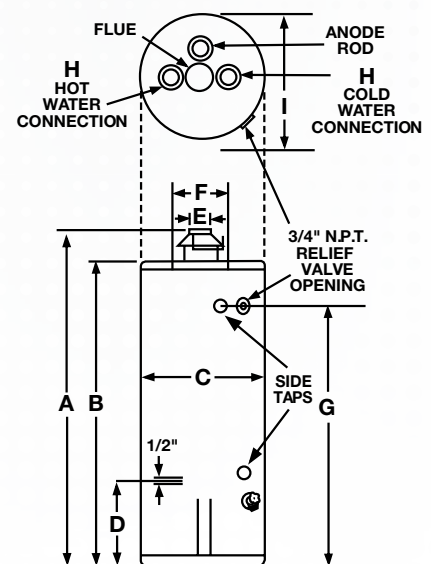 FLUE
ANODE
ROD
H
HOT
WATER
CONNECTION
I
H
COLD
WATER
CONNECTION
F
E
3/4" N.P.T.
RELIEF
VALVE
OPENING
A
B
C
SIDE
TAPS
G
1/2"
D